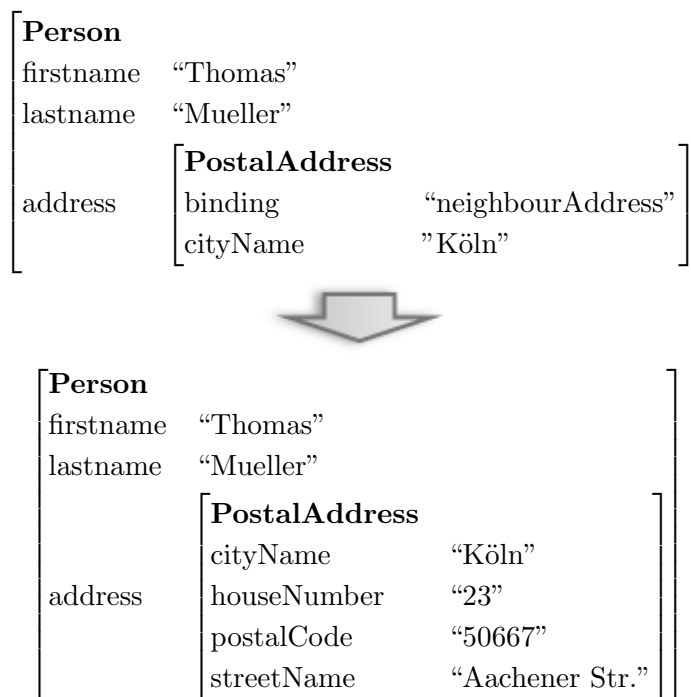 Person
firstname “Thomas”
lastname “Mueller”
PostalAddress
address binding “neighbourAddress”
cityName ”Köln”
Person
firstname “Thomas”
lastname “Mueller”
PostalAddress
cityName “Köln”
address houseNumber “23”
postalCode “50667”
streetName “Aachener Str.”